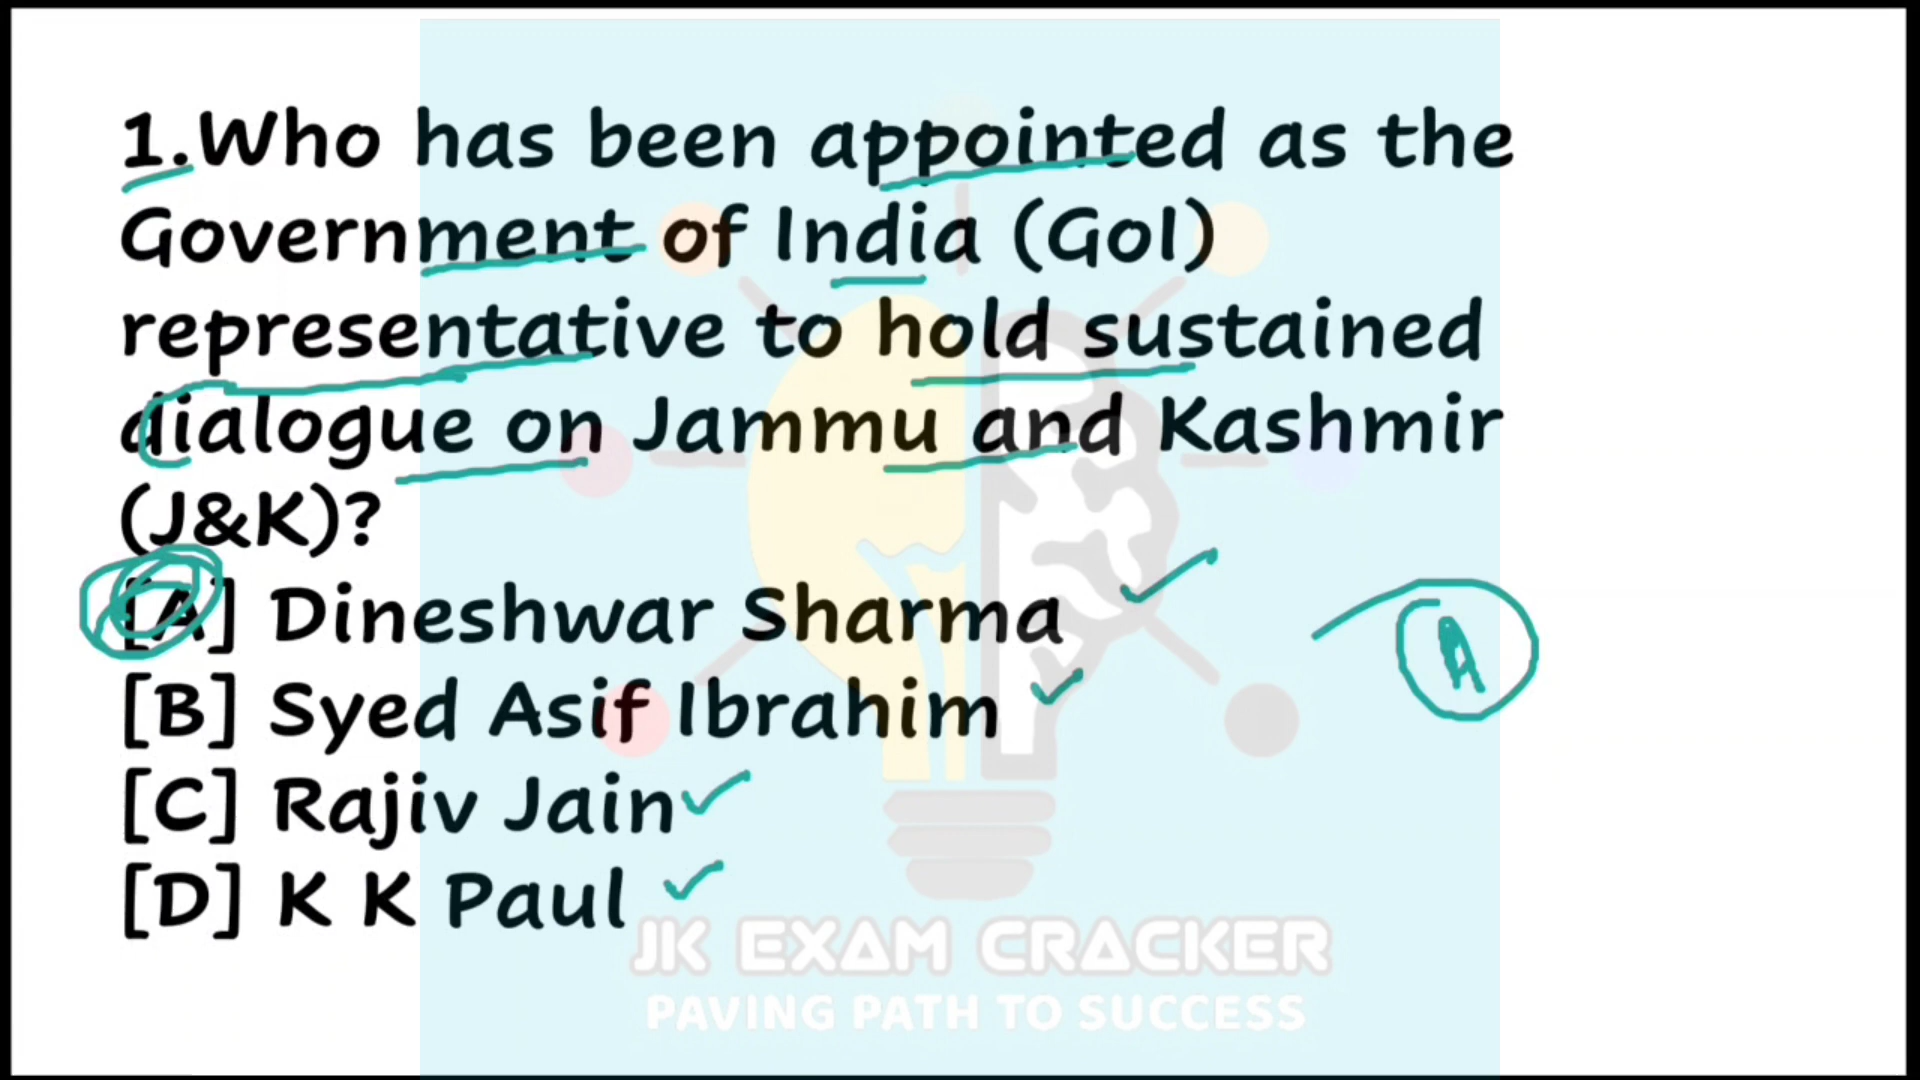 1.Who has been appointed as the
Government of India (GoI)
representative to hold sustained
dialogue on Jammu and Kashmir
(J&K)?
[A] Dineshwar Sharma
A
[B] Syed Asif Ibrahim
[C] Rajiv Jain
[D] K K Paul
JK EXAM CRACKER
PAVING PATH TO SUCCESS